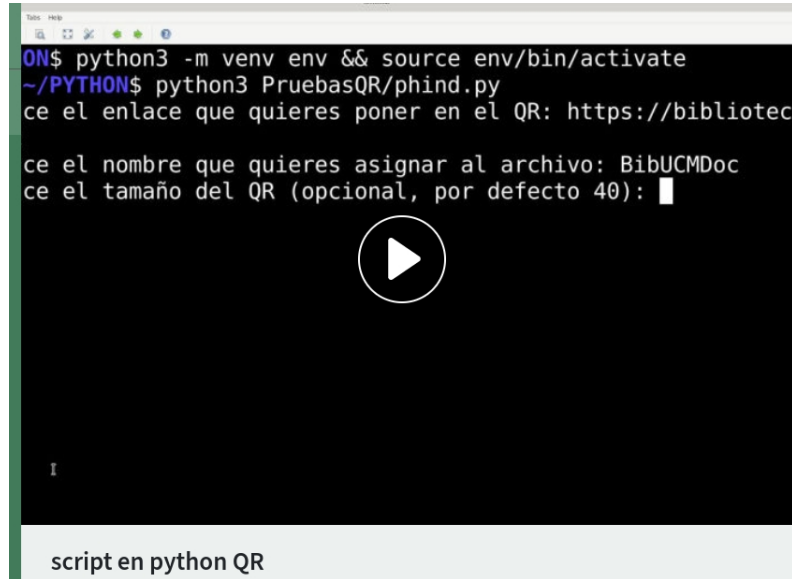 Tabs Help
ON$ python3 -m venv env && source env/bin/activate
~/PYTHON$ python3 PruebasQR/phind.py
ce el enlace que quieres poner en el QR: https://bibliotec
ce el nombre que quieres asignar al archivo: BibUCMDoc
ce el tamaño del QR (opcional, por defecto 40):
script en python QR